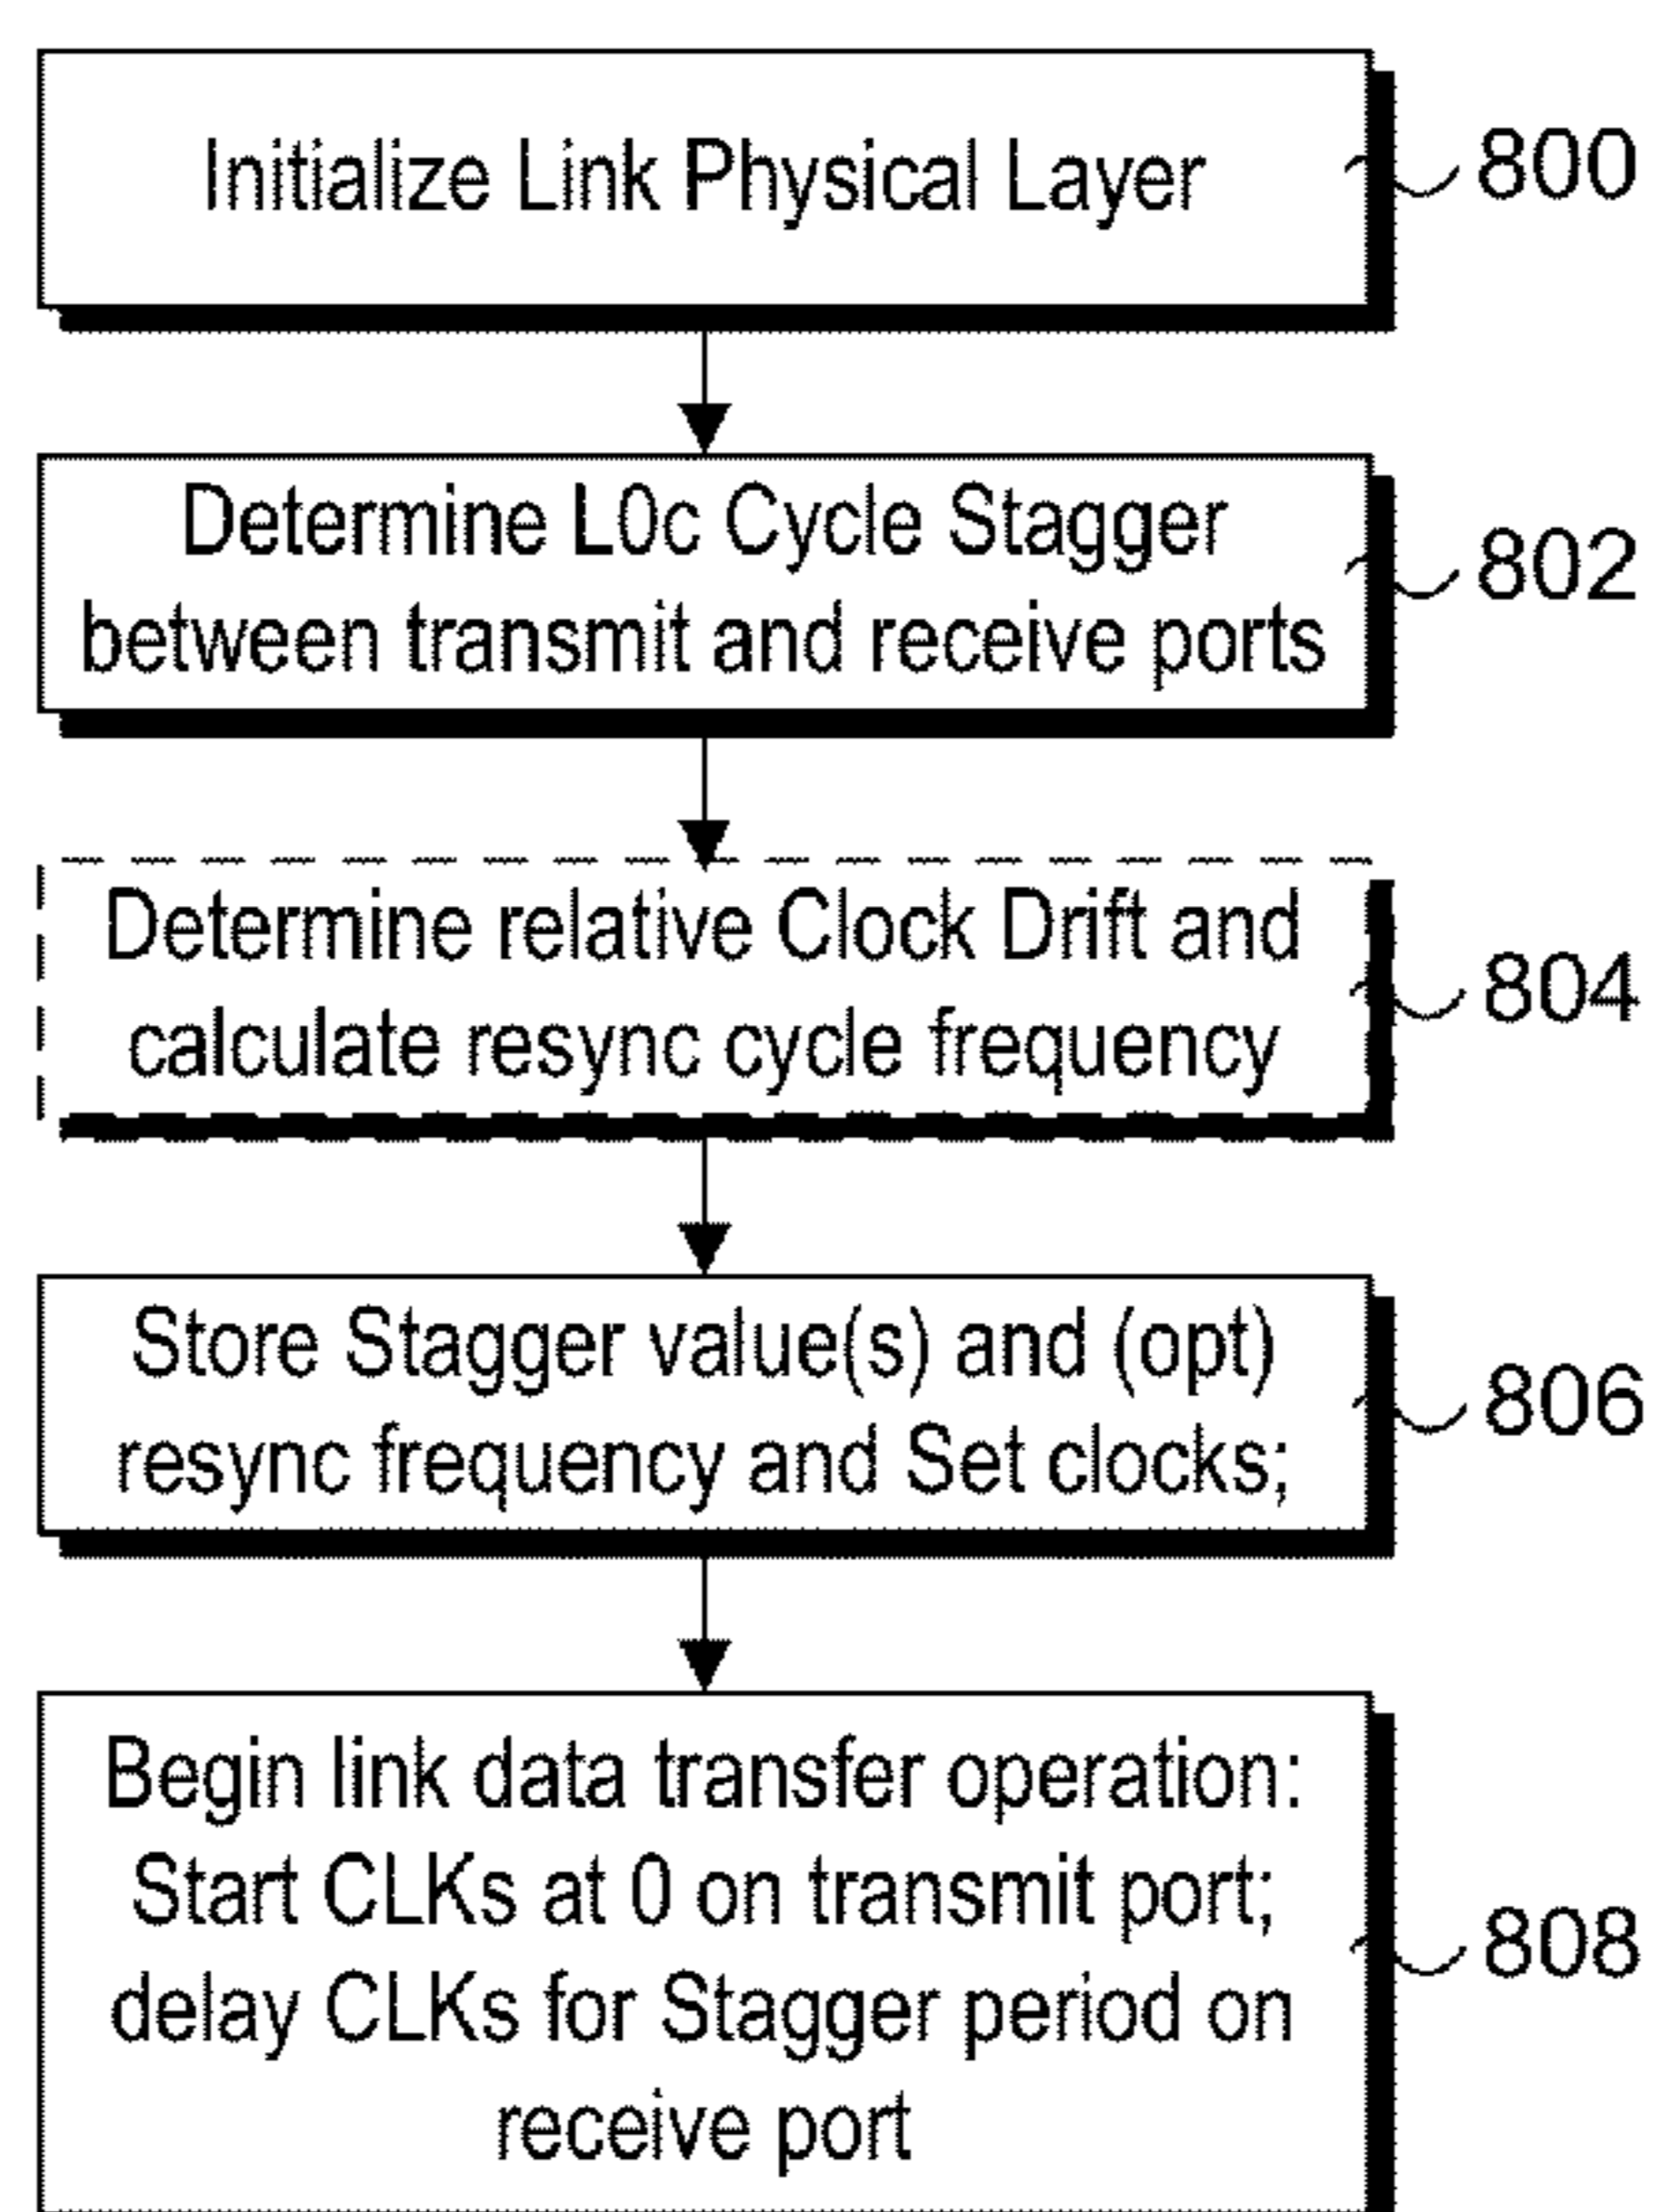 Initialize Link Physical Layer
800
Determine L0c Cycle Stagger
between transmit and receive ports
802
Determine relative Clock Drift and
calculate resync cycle frequency
804
Store Stagger value(s) and (opt)
resync frequency and Set clocks;
806
Begin link data transfer operation:
Start CLKs at 0 on transmit port;
delay CLKs for Stagger period on
receive port
808